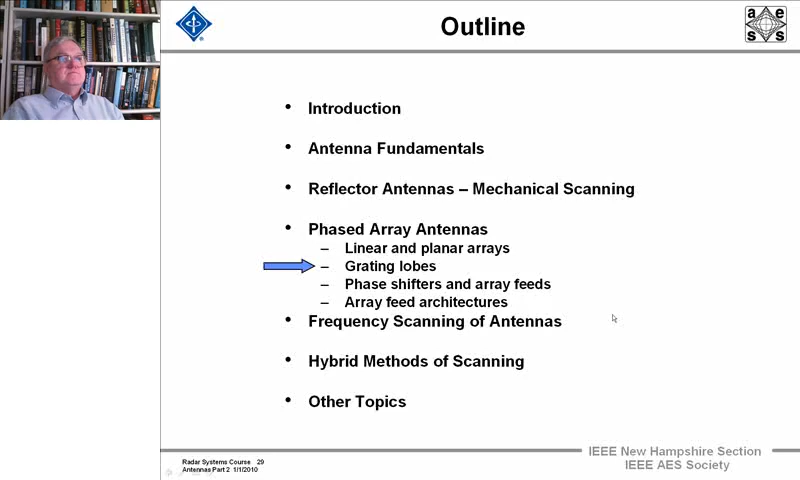 Outline
a e
s s
• Introduction
• Antenna Fundamentals
• Reflector Antennas – Mechanical Scanning
• Phased Array Antennas
– Linear and planar arrays
– Grating lobes
– Phase shifters and array feeds
– Array feed architectures
• Frequency Scanning of Antennas
• Hybrid Methods of Scanning
• Other Topics
Radar Systems Course 29
Antennas Part 2 1/1/2010
IEEE New Hampshire Section
IEEE AES Society